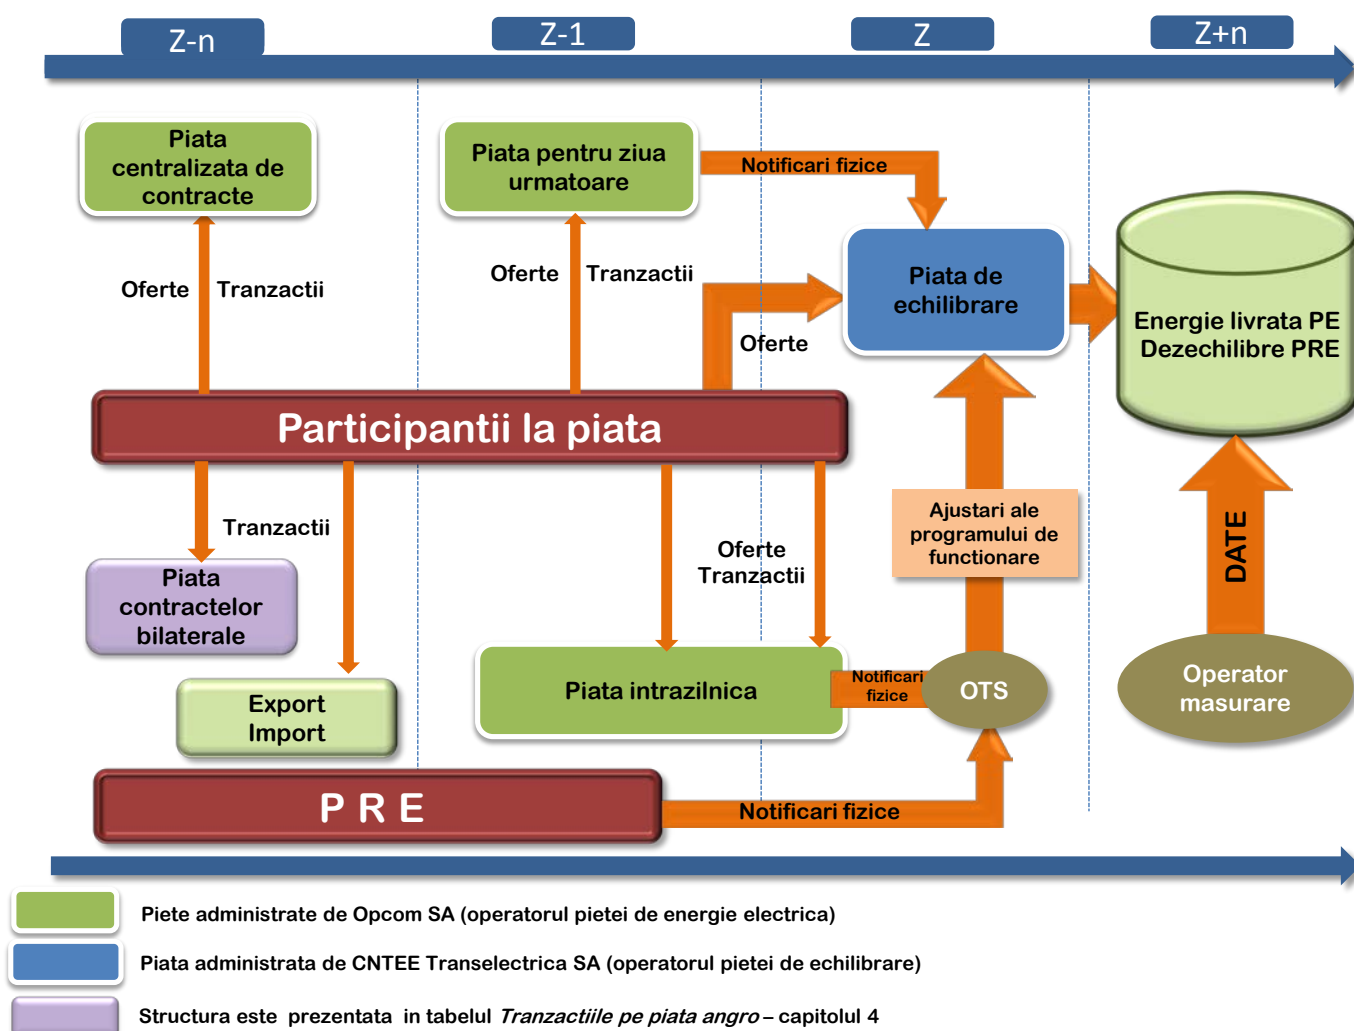 Z-n
Z-1
Z
Z+n
Piata
centralizata de
contracte
Piata pentru ziua
urmatoare
Notificari fizice
Oferte
Tranzactii
Oferte
Tranzactii
Piata de
echilibrare
Energie livrata PE
Dezechilibre PRE
Oferte
Participantii la piata
Tranzactii
Oferte
Tranzactii
Ajustari ale
programului de
functionare
DATE
Piata
contractelor
bilaterale
Piata intrazilnica
Notificari
fizice
OTS
Operator
masurare
Export
Import
P R E
Notificari fizice
Piete administrate de Opcom SA (operatorul pietei de energie electrica)
Piata administrata de CNTEE Transelectrica SA (operatorul pietei de echilibrare)
Structura este prezentata in tabelul Tranzactiile pe piata angro – capitolul 4